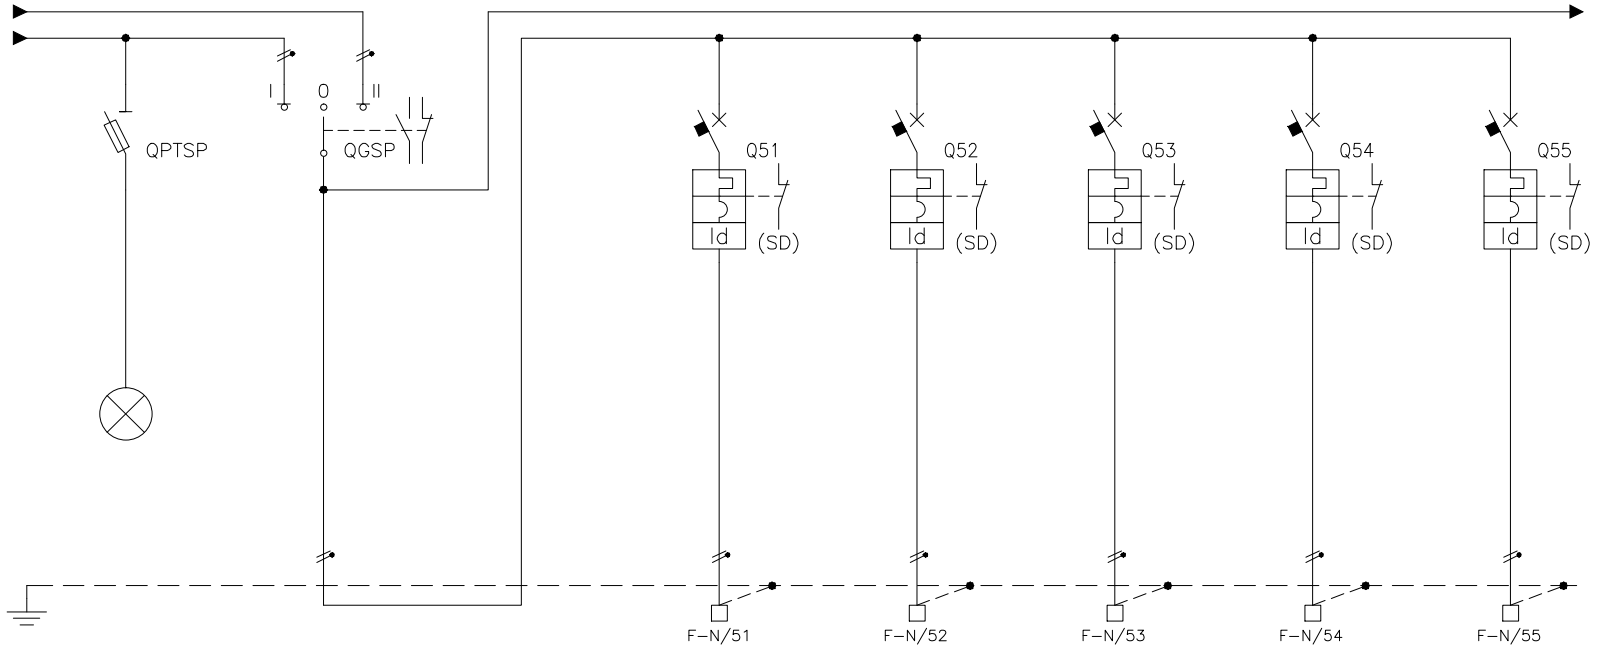 I O II
QPTSP QGSP Q51 Q52 Q53 Q54 Q55
Id (SD) Id (SD) Id (SD) Id (SD) Id (SD)
F-N/51 F-N/52 F-N/53 F-N/54 F-N/55